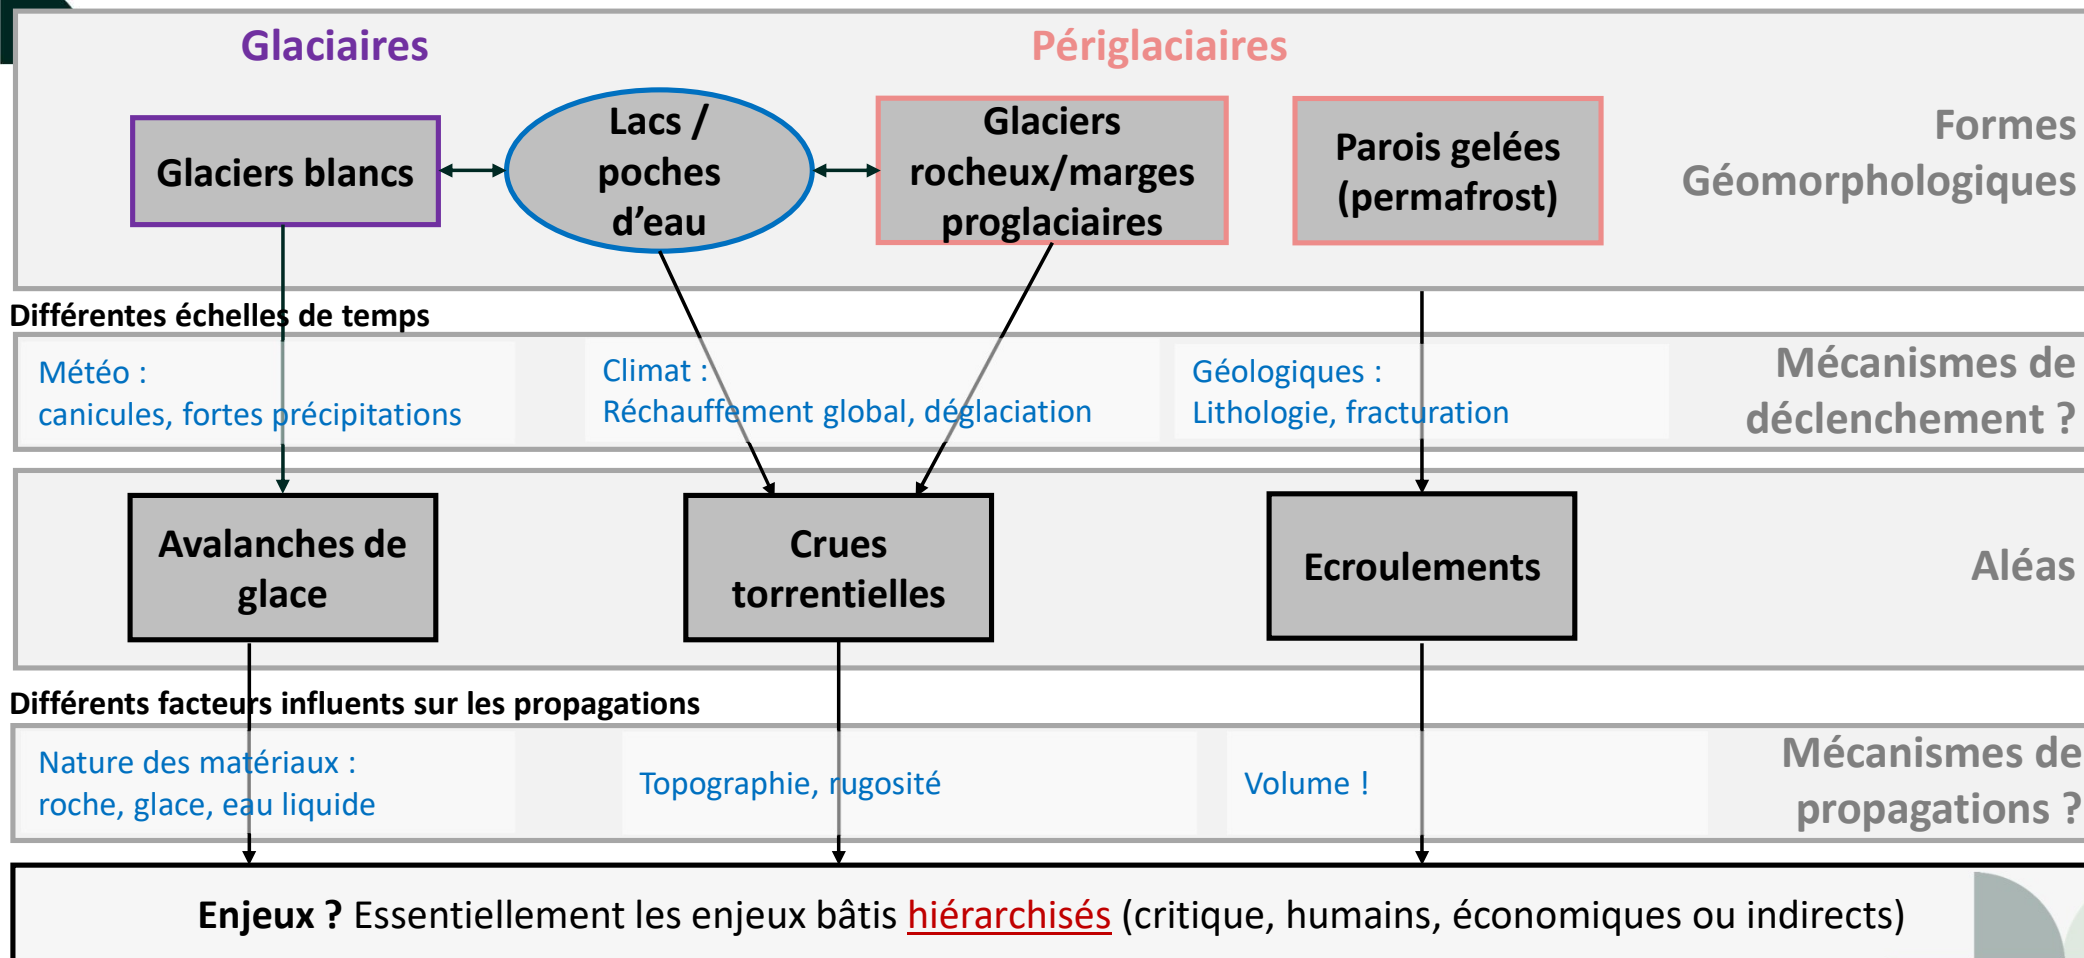 Glaciaires
Périglaciaires
Glaciers blancs
Lacs /
poches
d’eau
Glaciers
rocheux/marges
proglaciaires
Parois gelées
(permafrost)
Formes
Géomorphologiques
Différentes échelles de temps
Météo :
canicules, fortes précipitations
Climat :
Réchauffement global, déglaciation
Géologiques :
Lithologie, fracturation
Mécanismes de
déclenchement ?
Avalanches de
glace
Crues
torrentielles
Ecroulements
Aléas
Différents facteurs influents sur les propagations
Nature des matériaux :
roche, glace, eau liquide
Topographie, rugosité
Volume !
Mécanismes de
propagations ?
Enjeux ? Essentiellement les enjeux bâtis hiérarchisés (critique, humains, économiques ou indirects)